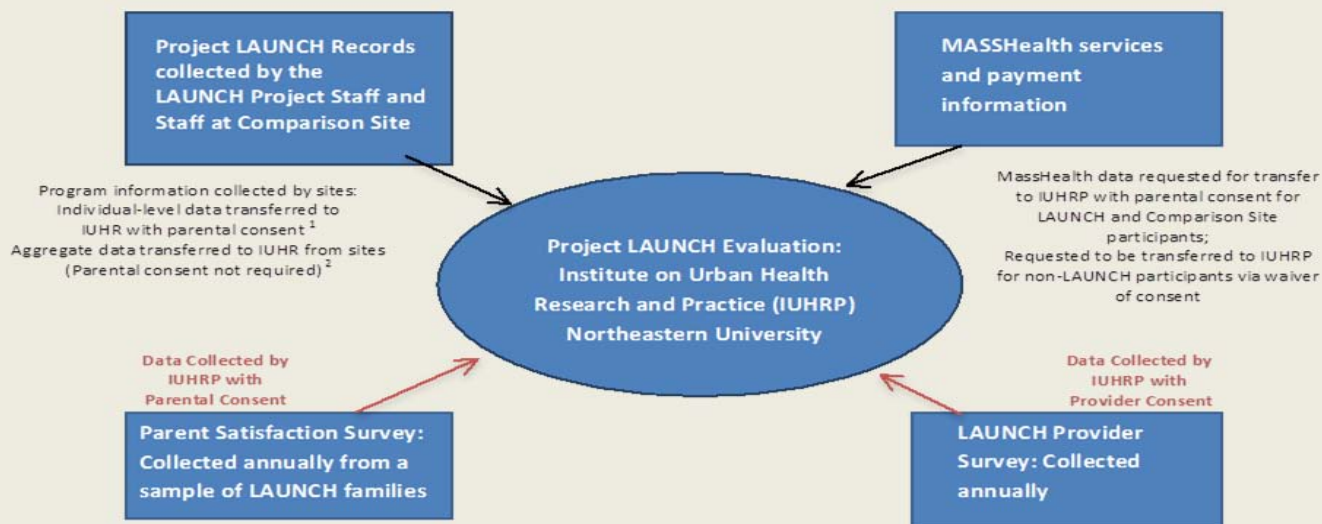 Project LAUNCH Records
collected by the
LAUNCH Project Staff and
Staff at Comparison Site
MASSHealth services
and payment
information
Program information collected by sites:
Individual-level data transferred to
IUHR with parental consent ¹
Aggregate data transferred to IUHR from sites
(Parental consent not required) ²
MassHealth data requested for transfer
to IUHRP with parental consent for
LAUNCH and Comparison Site
participants;
Requested to be transferred to IUHRP
for non-LAUNCH participants via waiver
of consent
Project LAUNCH Evaluation:
Institute on Urban Health
Research and Practice (IUHRP)
Northeastern University
Data Collected by
IUHRP with
Parental Consent
Data Collected by
IUHRP with
Provider Consent
Parent Satisfaction Survey:
Collected annually from a
sample of LAUNCH families
LAUNCH Provider
Survey: Collected
annually